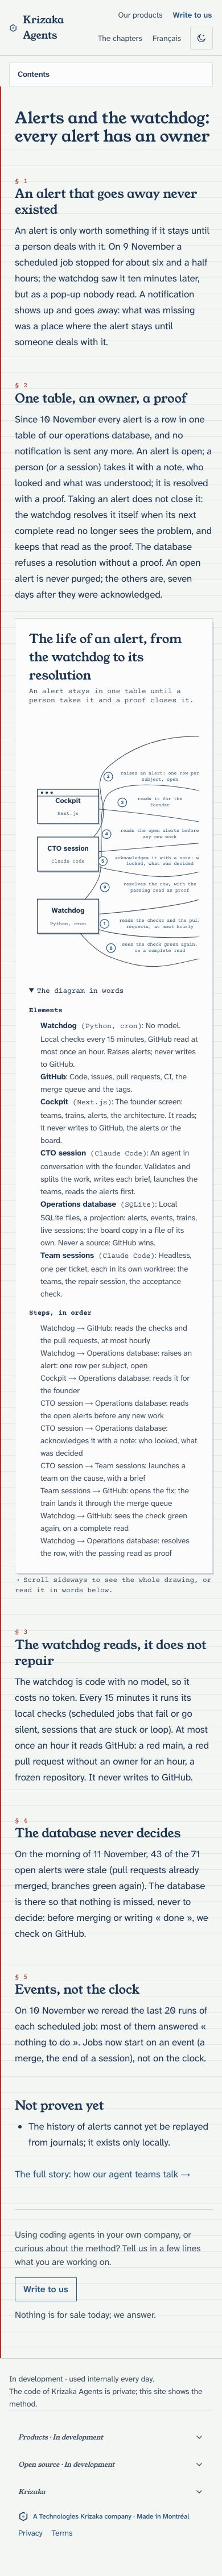 Krizaka
Agents
Our products
Write to us
The chapters
Français
Contents
Alerts and the watchdog:
every alert has an owner
§ 1
An alert that goes away never
existed
An alert is only worth something if it stays until
a person deals with it. On 9 November a
scheduled job stopped for about six and a half
hours; the watchdog saw it ten minutes later,
but as a pop-up nobody read. A notification
shows up and goes away: what was missing
was a place where the alert stays until
someone deals with it.
§ 2
One table, an owner, a proof
Since 10 November every alert is a row in one
table of our operations database, and no
notification is sent any more. An alert is open; a
person (or a session) takes it with a note, who
looked and what was understood; it is resolved
with a proof. Taking an alert does not close it:
the watchdog resolves it itself when its next
complete read no longer sees the problem, and
keeps that read as the proof. The database
refuses a resolution without a proof. An open
alert is never purged; the others are, seven
days after they were acknowledged.
The life of an alert, from
the watchdog to its
resolution
An alert stays in one table until a
person takes it and a proof closes it.
2
raises an alert: one row per
subject, open
Cockpit
Next.js
3
reads it for the
founder
4
reads the open alerts before
any new work
CTO session
Claude Code
5
acknowledges it with a note: w
looked, what was decided
9
resolves the row, with the
passing read as proof
Watchdog
Python, cron
1
reads the checks and the pul
requests, at most hourly
8
sees the check green again,
on a complete read
▼ The diagram in words
Elements
Watchdog (Python, cron): No model.
Local checks every 15 minutes, GitHub read at
most once an hour. Raises alerts; never writes
to GitHub.
GitHub: Code, issues, pull requests, CI, the
merge queue and the tags.
Cockpit (Next.js): The founder screen:
teams, trains, alerts, the architecture. It reads;
it never writes to GitHub, the alerts or the
board.
CTO session (Claude Code): An agent in
conversation with the founder. Validates and
splits the work, writes each brief, launches the
teams, reads the alerts first.
Operations database (SQLite): Local
SQLite files, a projection: alerts, events, trains,
live sessions; the board copy in a file of its
own. Never a source: GitHub wins.
Team sessions (Claude Code): Headless,
one per ticket, each in its own worktree: the
teams, the repair session, the acceptance
check.
Steps, in order
Watchdog → GitHub: reads the checks and
the pull requests, at most hourly
Watchdog → Operations database: raises an
alert: one row per subject, open
Cockpit → Operations database: reads it for
the founder
CTO session → Operations database: reads
the open alerts before any new work
CTO session → Operations database:
acknowledges it with a note: who looked, what
was decided
CTO session → Team sessions: launches a
team on the cause, with a brief
Team sessions → GitHub: opens the fix; the
train lands it through the merge queue
Watchdog → GitHub: sees the check green
again, on a complete read
Watchdog → Operations database: resolves
the row, with the passing read as proof
→ Scroll sideways to see the whole drawing, or
read it in words below.
§ 3
The watchdog reads, it does not
repair
The watchdog is code with no model, so it
costs no token. Every 15 minutes it runs its
local checks (scheduled jobs that fail or go
silent, sessions that are stuck or loop). At most
once an hour it reads GitHub: a red main, a red
pull request without an owner for an hour, a
frozen repository. It never writes to GitHub.
§ 4
The database never decides
On the morning of 11 November, 43 of the 71
open alerts were stale (pull requests already
merged, branches green again). The database
is there so that nothing is missed, never to
decide: before merging or writing « done », we
check on GitHub.
§ 5
Events, not the clock
On 10 November we reread the last 20 runs of
each scheduled job: most of them answered «
nothing to do ». Jobs now start on an event (a
merge, the end of a session), not on the clock.
Not proven yet
• The history of alerts cannot yet be replayed
from journals; it exists only locally.
The full story: how our agent teams talk →
Using coding agents in your own company, or
curious about the method? Tell us in a few lines
what you are working on.
Write to us
Nothing is for sale today; we answer.
In development · used internally every day.
The code of Krizaka Agents is private; this site shows the
method.
Products · In development
Open source · In development
Krizaka
A Technologies Krizaka company · Made in Montréal
Privacy
Terms